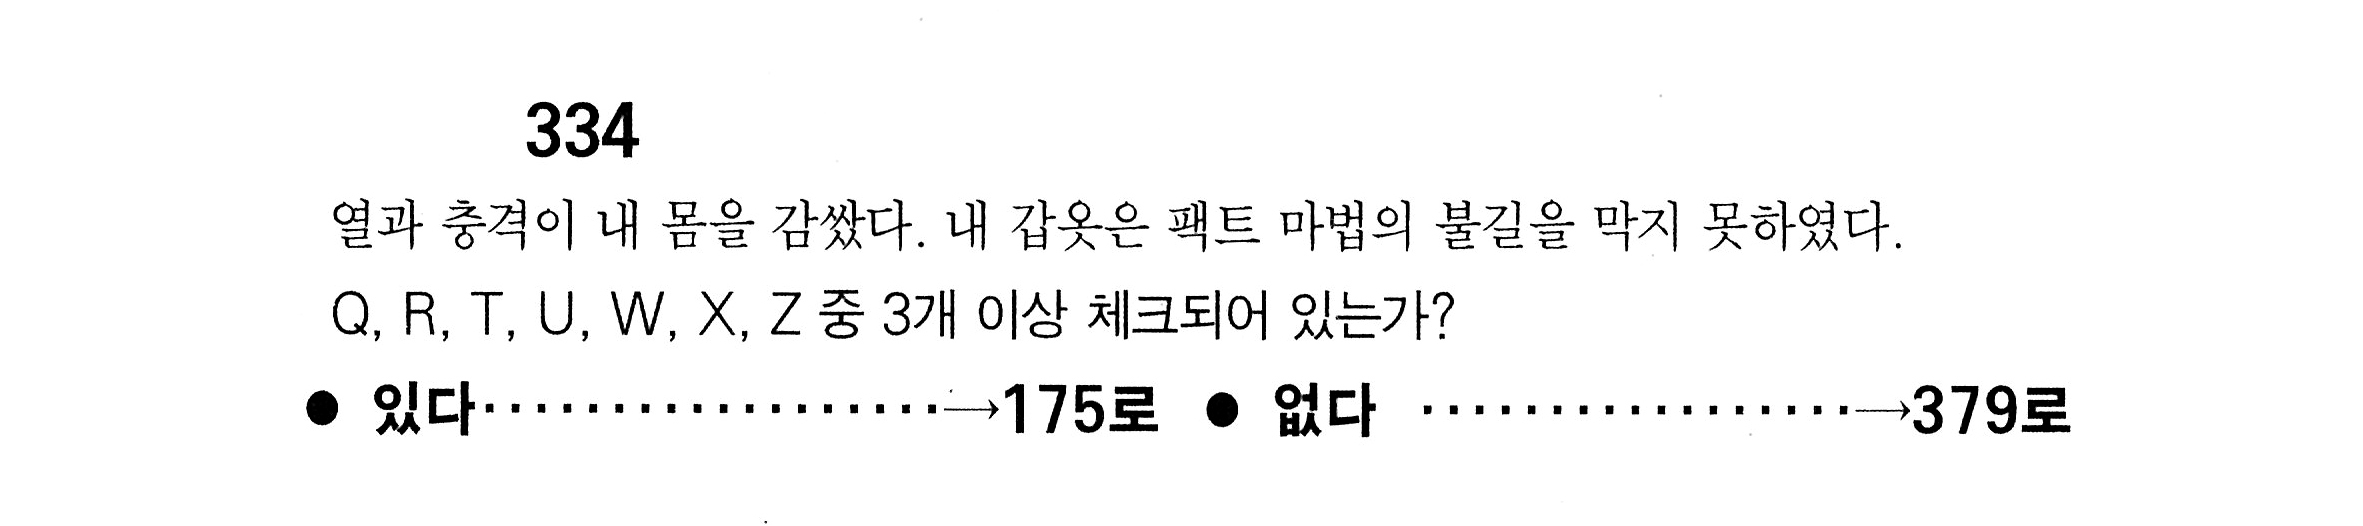 334
열과 충격이 내 몸을 감쌌다. 내 갑옷은 팩트 마법의 불길을 막지 못하였다.
Q, R, T, U, W, X, Z 중 3개 이상 체크되어 있는가?
● 있다··················→175로 ● 없다 ·················→379로